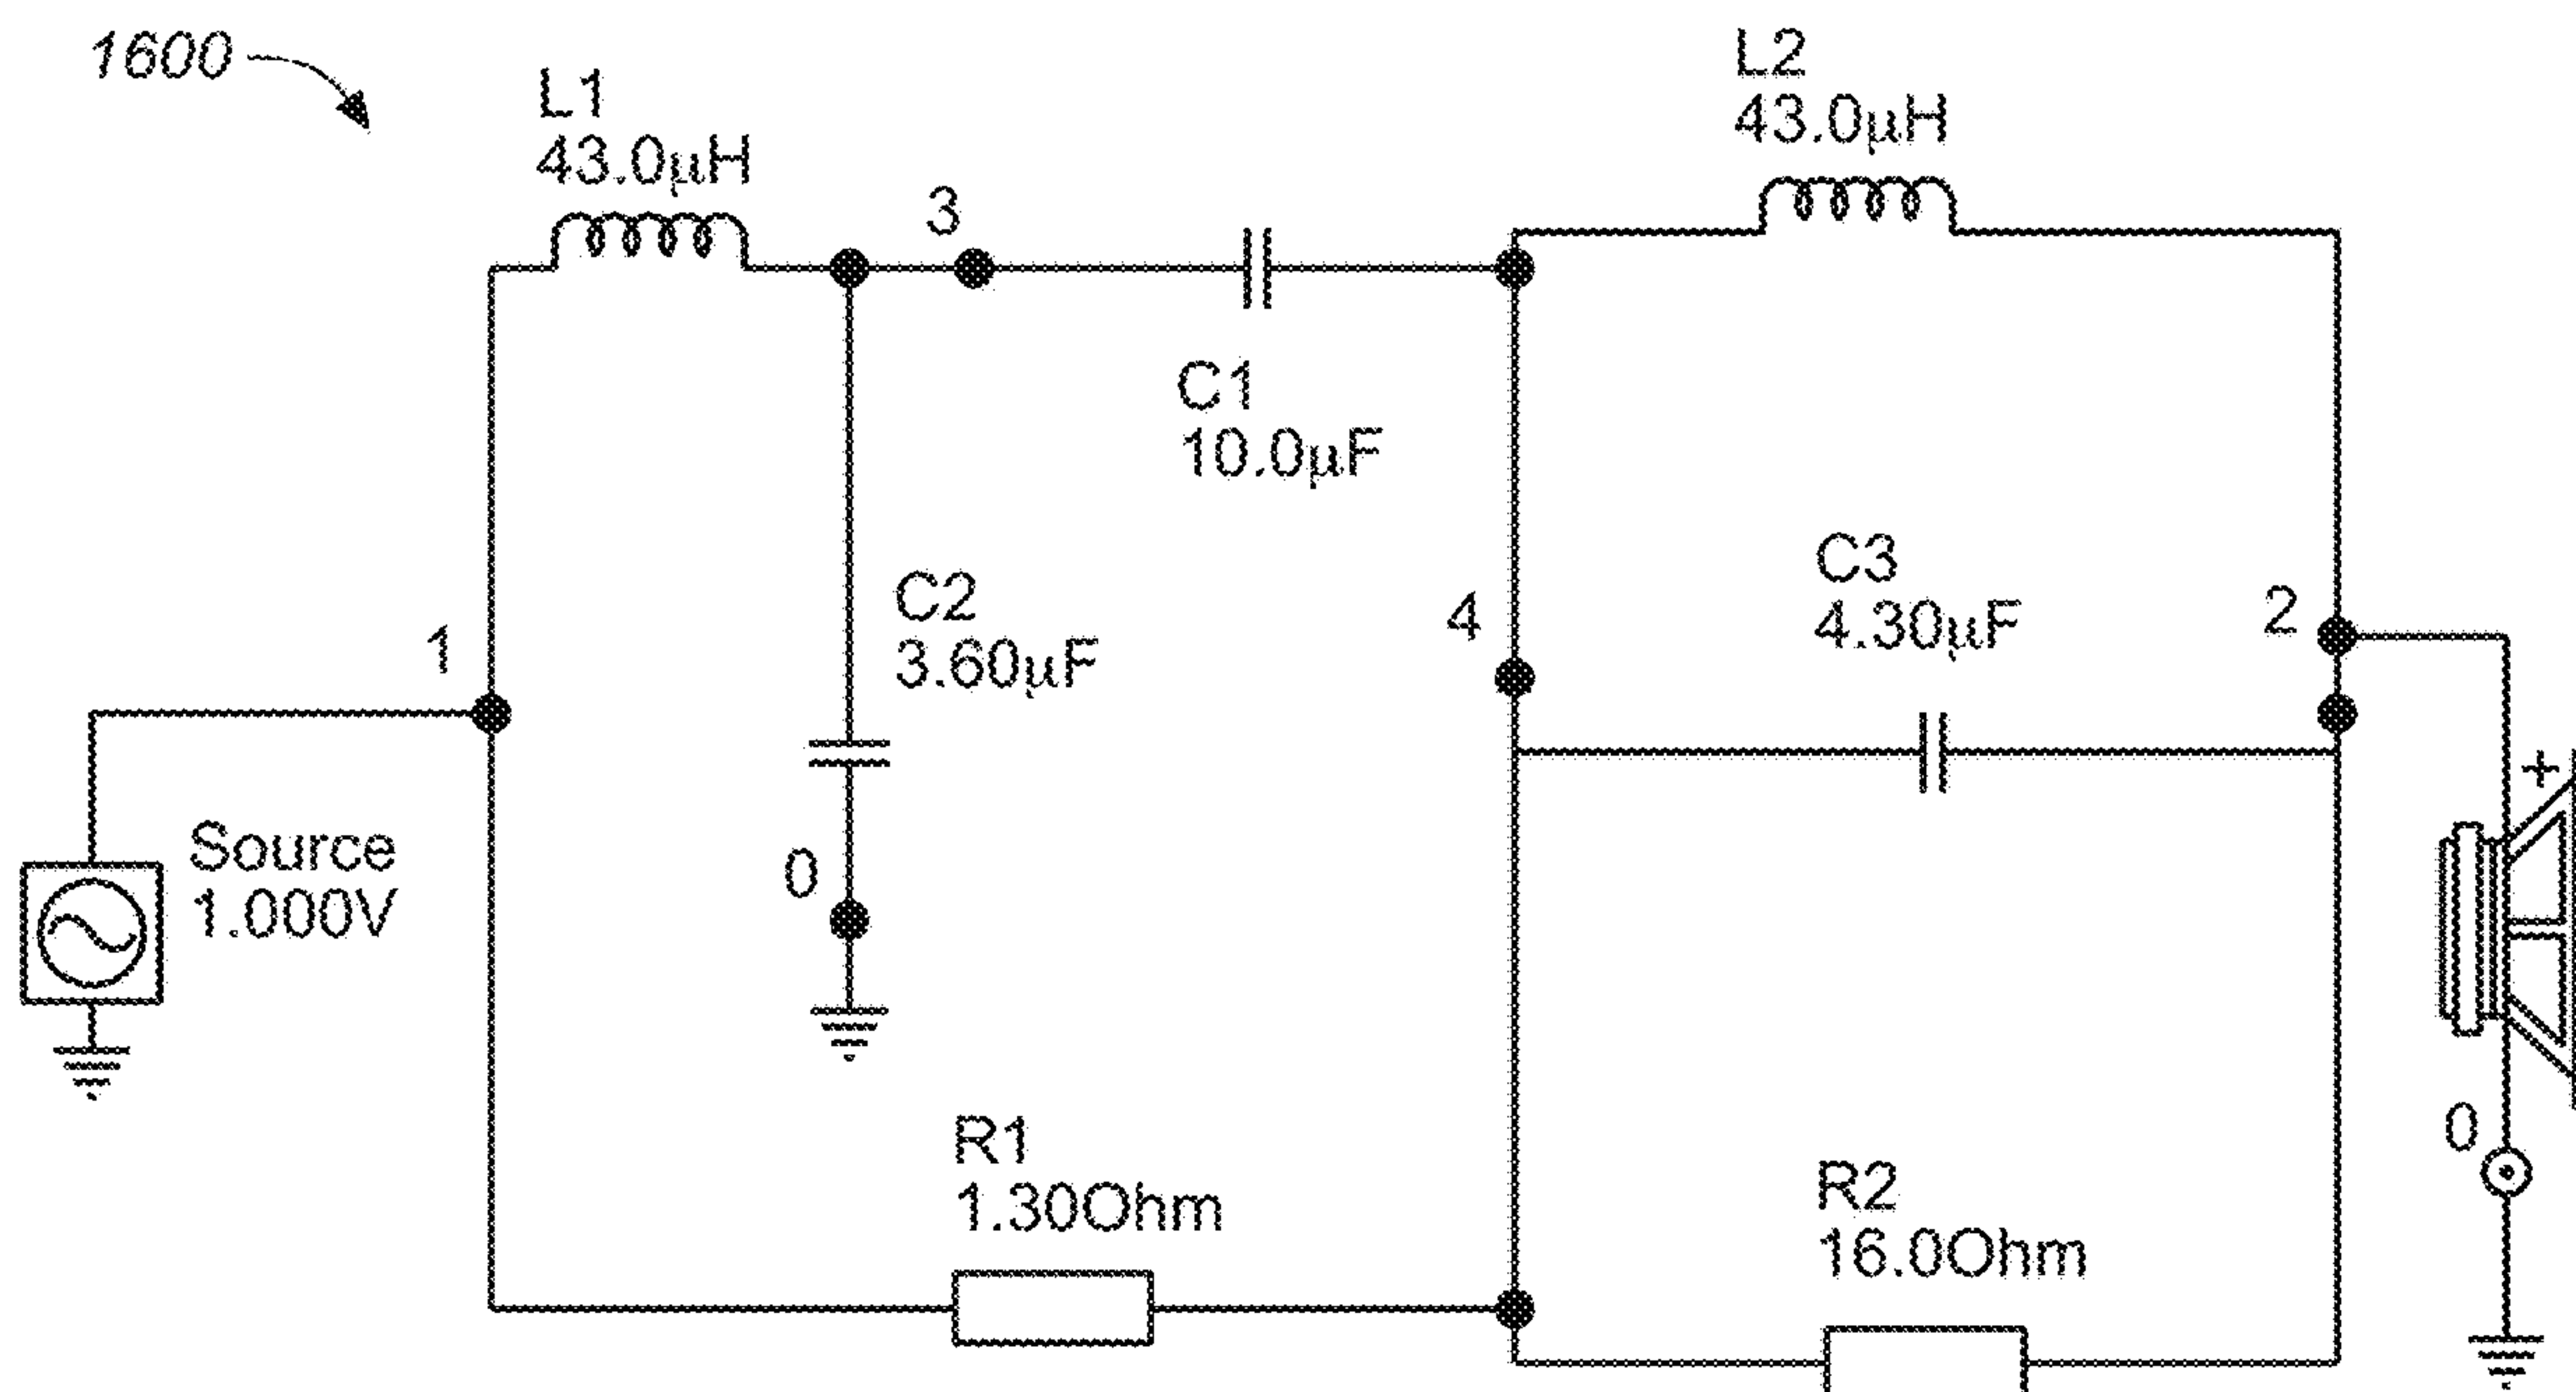 1600
L1
43.0μH
L2
43.0μH
3
C1
10.0μF
C2
3.60μF
C3
4.30μF
4
2
1
+
Source
1.000V
0
R1
1.30Ohm
0
R2
16.0Ohm